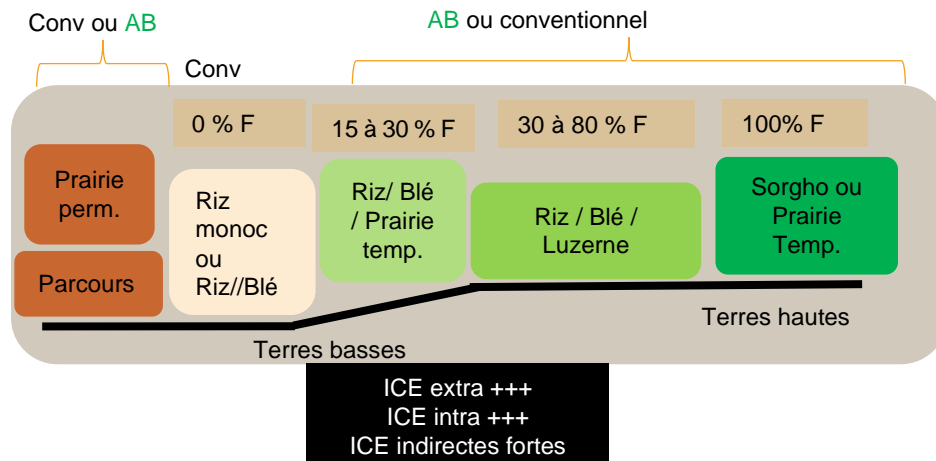 Conv ou AB
AB ou conventionnel
Conv
0 % F
15 à 30 % F
30 à 80 % F
100% F
Prairie
perm.
Parcours
Riz
monoc
ou
Riz//Blé
Riz/ Blé
/ Prairie
temp.
Riz / Blé /
Luzerne
Sorgho ou
Prairie
Temp.
Terres basses
Terres hautes
ICE extra +++
ICE intra +++
ICE indirectes fortes